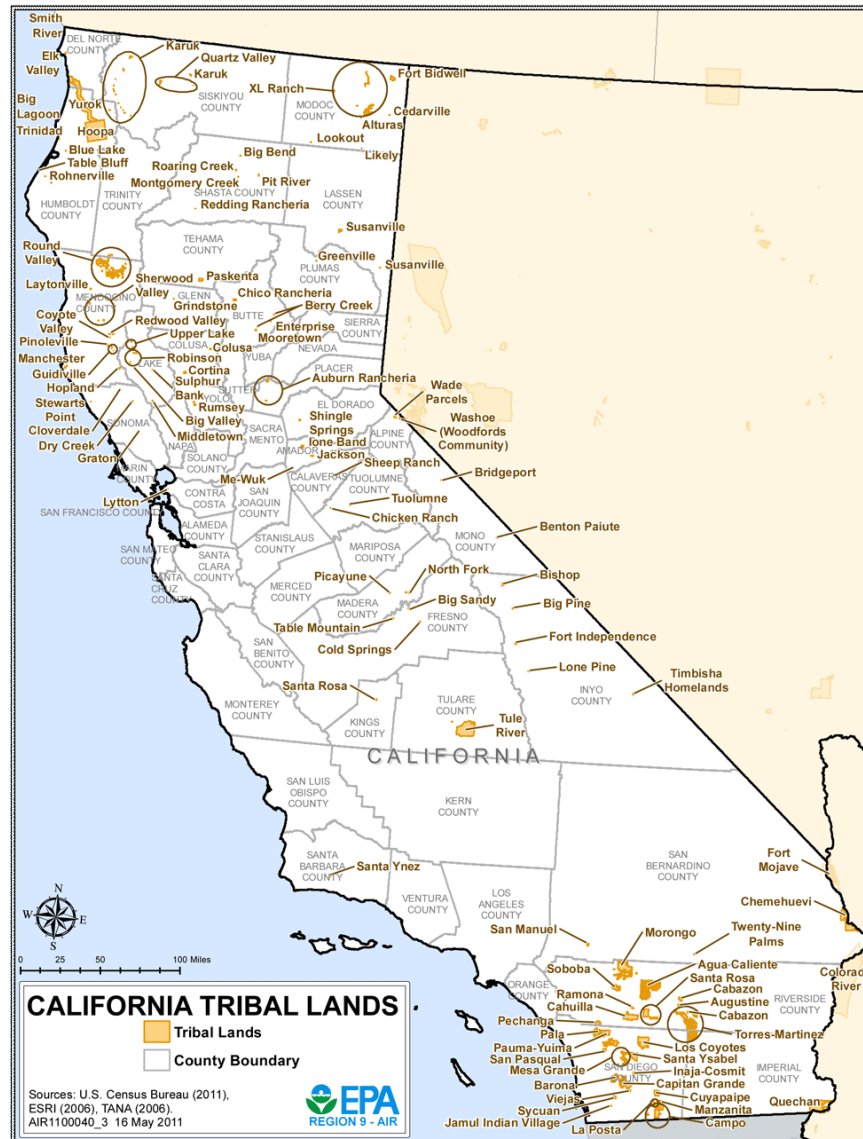 Smith
River
DEL NORTE
COUNTY
Elk
Valley
Karuk
Quartz Valley
Karuk
SISKIYOU
COUNTY
XL Ranch
Fort Bidwell
MODOC
COUNTY
Cedarville
Alturas
Big
Lagoon
Trinidad
Yurok
Hoopa
Lookout
Likely
Blue Lake
Table Bluff
Rohnerville
Big Bend
Roaring Creek
Montgomery Creek
Pit River
HUMBOLDT
COUNTY
TRINITY
COUNTY
SHASTA COUNTY
LASSEN
COUNTY
Redding Rancheria
Susanville
TEHAMA
COUNTY
Round
Valley
Greenville
PLUMAS
COUNTY
Susanville
Laytonville
Sherwood
Valley
Paskenta
MENDOCINO
COUNTY
GLENN
Grindstone
Chico Rancheria
Berry Creek
BUTTE
SIERRA
COUNTY
Coyote
Valley
Redwood Valley
Enterprise
Mooretown
Pinoleville
Upper Lake
COLUSA
Colusa
YUBA
NEVADA
Manchester
LAKE
Robinson
PLACER
Guidiville
Cortina
Auburn Rancheria
Hopland
Sulphur
Bank
SUTTER
YOLO
Wade
Parcels
Stewarts
Point
Rumsey
EL DORADO
Cloverdale
Big Valley
SACRA
MENTO
Shingle
Springs
ALPINE
COUNTY
Washoe
(Woodfords
Community)
SONOMA
Dry Creek
Middletown
NAPA
Ione Band
AMADOR
Jackson
Graton
SOLANO
COUNTY
Sheep Ranch
MARIN
COUNTY
Me-Wuk
CALAVERAS
COUNTY
TUOLUMNE
COUNTY
Bridgeport
Lytton
CONTRA
COSTA
SAN
JOAQUIN
COUNTY
Tuolumne
SAN FRANCISCO COUNTY
Chicken Ranch
ALAMEDA
COUNTY
Benton Paiute
STANISLAUS
COUNTY
MONO
COUNTY
SAN MATEO
COUNTY
SANTA
CLARA
COUNTY
MARIPOSA
COUNTY
SANTA
CRUZ
COUNTY
MERCED
COUNTY
Picayune
North Fork
Bishop
MADERA
COUNTY
Big Sandy
Big Pine
Table Mountain
FRESNO
COUNTY
SAN
BENITO
COUNTY
Cold Springs
Fort Independence
Lone Pine
Timbisha
Homelands
Santa Rosa
INYO
COUNTY
MONTEREY
COUNTY
TULARE
COUNTY
KINGS
COUNTY
Tule
River
CALIFORNIA
SAN LUIS
OBISPO
COUNTY
KERN
COUNTY
SANTA
BARBARA
COUNTY
Santa Ynez
SAN
BERNARDINO
COUNTY
Fort
Mojave
VENTURA
COUNTY
LOS
ANGELES
COUNTY
Chemehuevi
San Manuel
Morongo
Twenty-Nine
Palms
Soboba
Agua Caliente
ORANGE
COUNTY
Santa Rosa
Colorado
River
Ramona
Cabazon
Cahuilla
Augustine
RIVERSIDE
COUNTY
Pechanga
Cabazon
Pala
Torres-Martinez
Pauma-Yuima
Los Coyotes
San Pasqual
Santa Ysabel
Mesa Grande
SAN DIEGO
COUNTY
Inaja-Cosmit
IMPERIAL
COUNTY
Barona
Capitan Grande
Viejas
Cuyapaipe
Quechan
Sycuan
Manzanita
Jamul Indian Village
La Posta
Campo
N
W E
S
0 25 50 100 Miles
CALIFORNIA TRIBAL LANDS
Tribal Lands
County Boundary
Sources: U.S. Census Bureau (2011),
ESRI (2006), TANA (2006).
AIR1100040_3 16 May 2011
EPA
REGION 9 - AIR